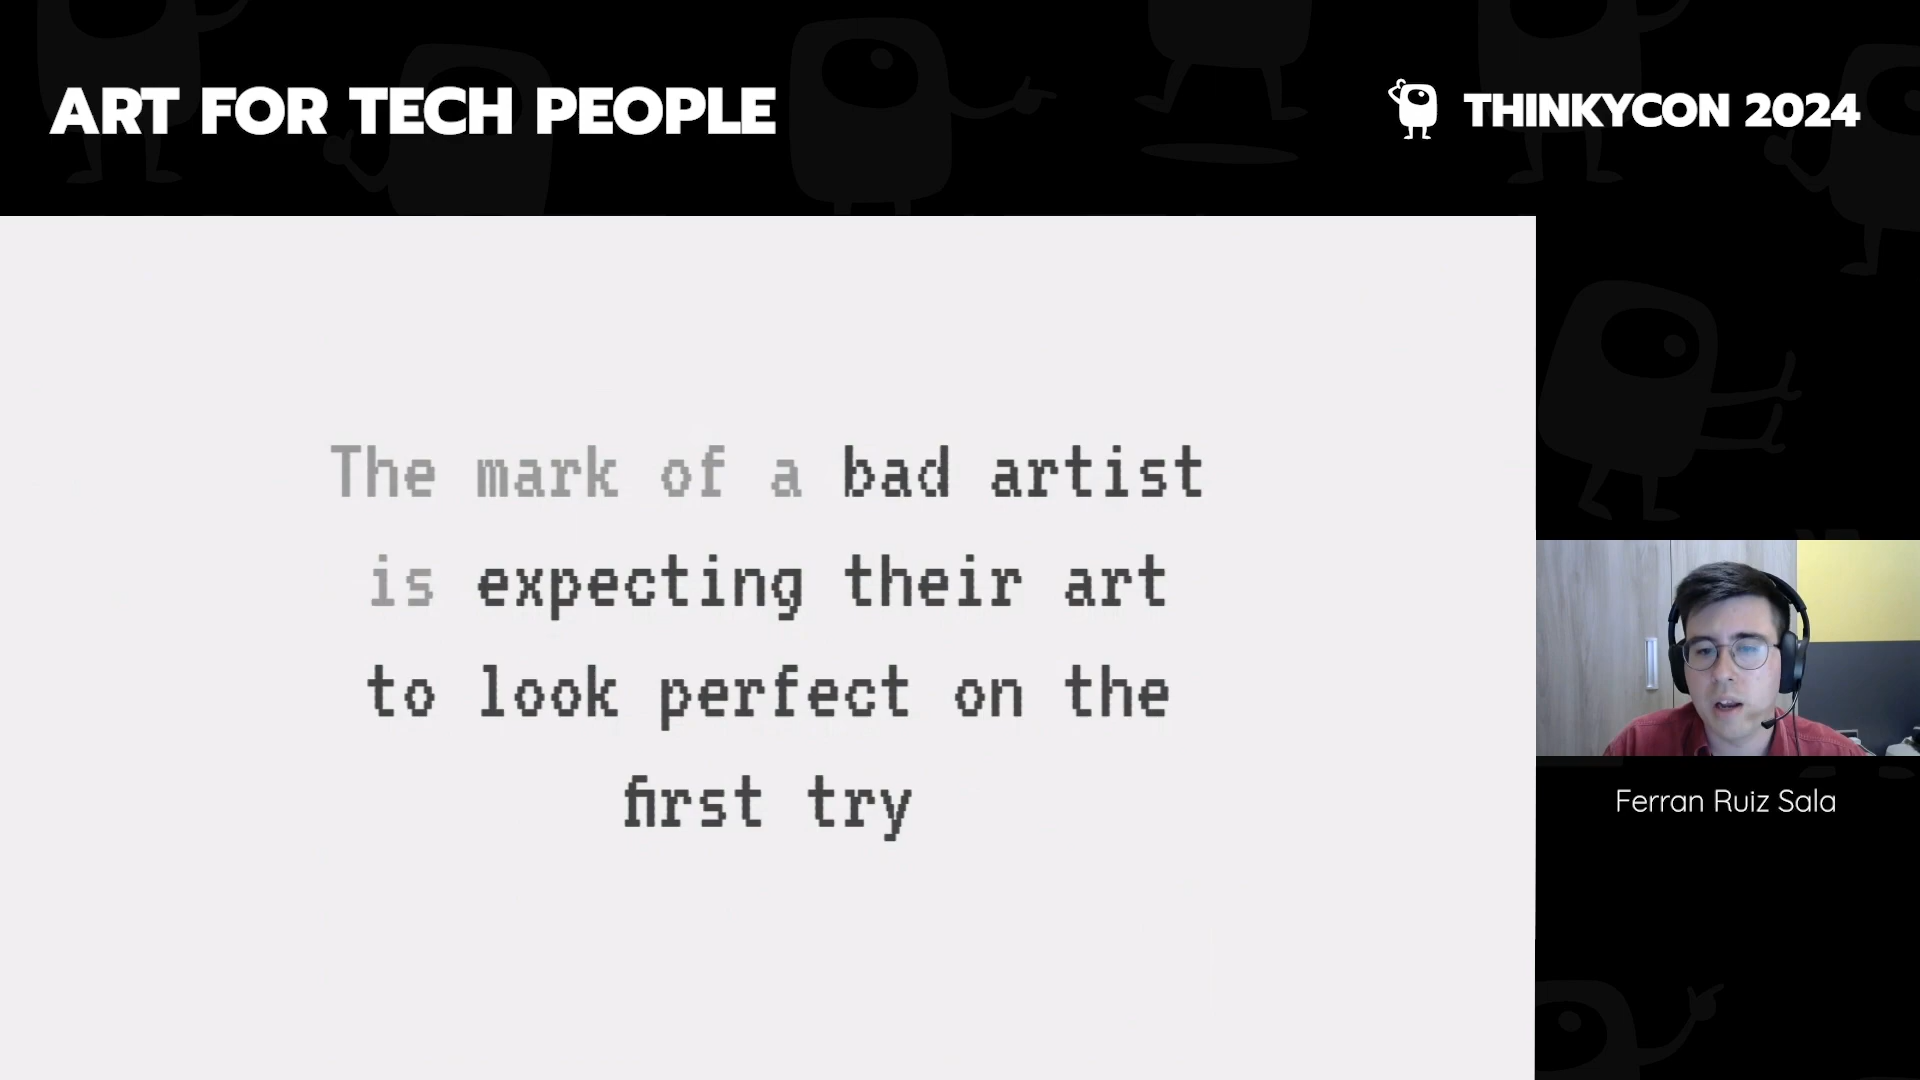 ART FOR TECH PEOPLE
THINKYCON 2024
The mark of a bad artist
is expecting their art
to look perfect on the
first try
Ferran Ruiz Sala